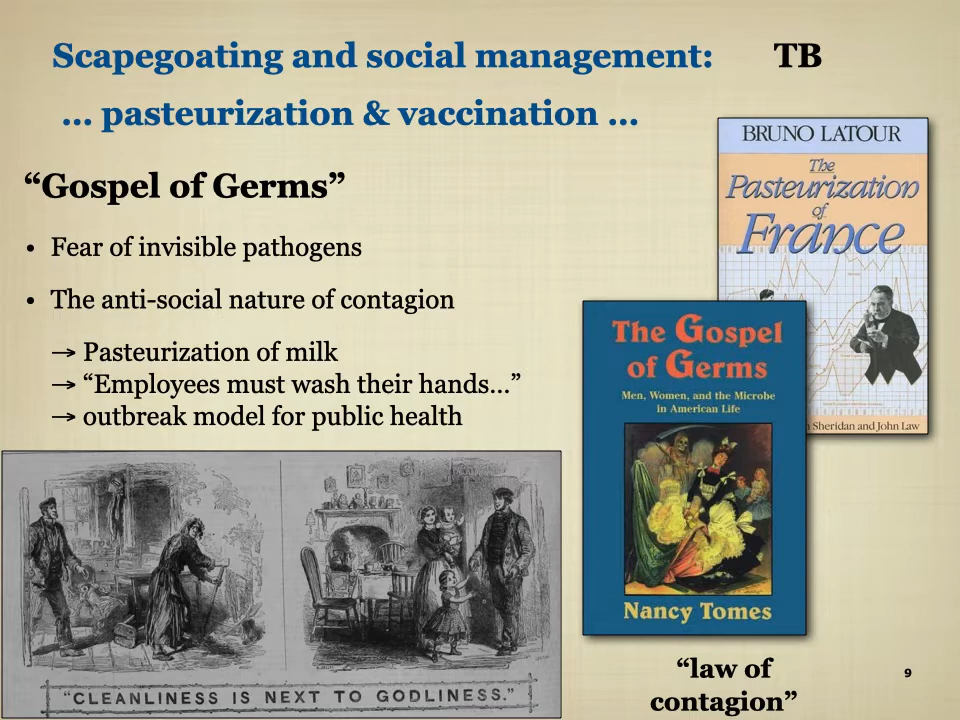 Scapegoating and social management: TB
... pasteurization & vaccination ...
“Gospel of Germs”
• Fear of invisible pathogens
• The anti-social nature of contagion
→ Pasteurization of milk
→ “Employees must wash their hands...”
→ outbreak model for public health
BRUNO LATOUR
The
Pasteurization
of
France
Sheridan and John Law
The Gospel
of Germs
Men, Women, and the Microbe
in American Life
Nancy Tomes
“CLEANLINESS IS NEXT TO GODLINESS.”
“law of
contagion”
9